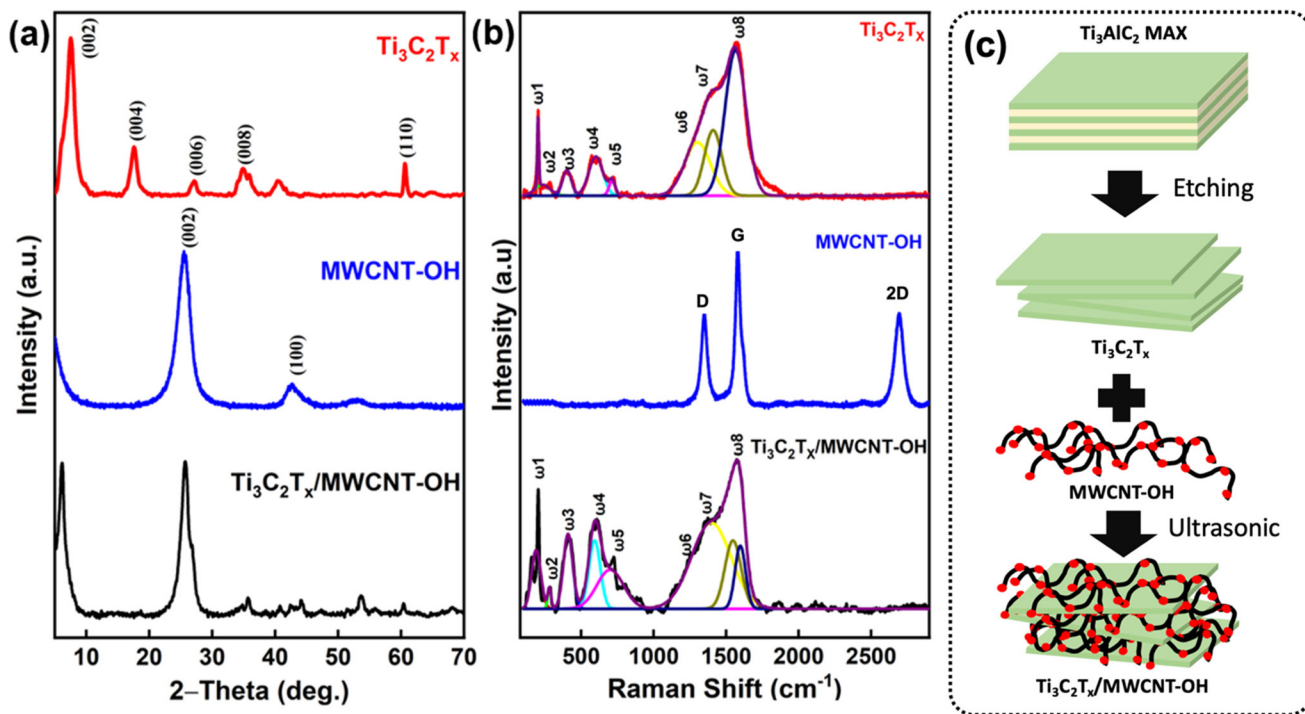 (a)
Ti₃C₂Tₓ
(002)
(004)
(006)
(008)
(110)
MWCNT-OH
(002)
(100)
Ti₃C₂Tₓ/MWCNT-OH
Intensity (a.u.)
10 20 30 40 50 60 70
2−Theta (deg.)
(b)
Ti₃C₂Tₓ
ω1
ω2
ω3
ω4
ω5
ω6
ω7
ω8
MWCNT-OH
D
G
2D
Ti₃C₂Tₓ/MWCNT-OH
ω1
ω2
ω3
ω4
ω5
ω6
ω7
ω8
Intensity (a.u)
500 1000 1500 2000 2500
Raman Shift (cm⁻¹)
(c)
Ti₃AlC₂ MAX
Etching
Ti₃C₂Tₓ
MWCNT-OH
Ultrasonic
Ti₃C₂Tₓ/MWCNT-OH